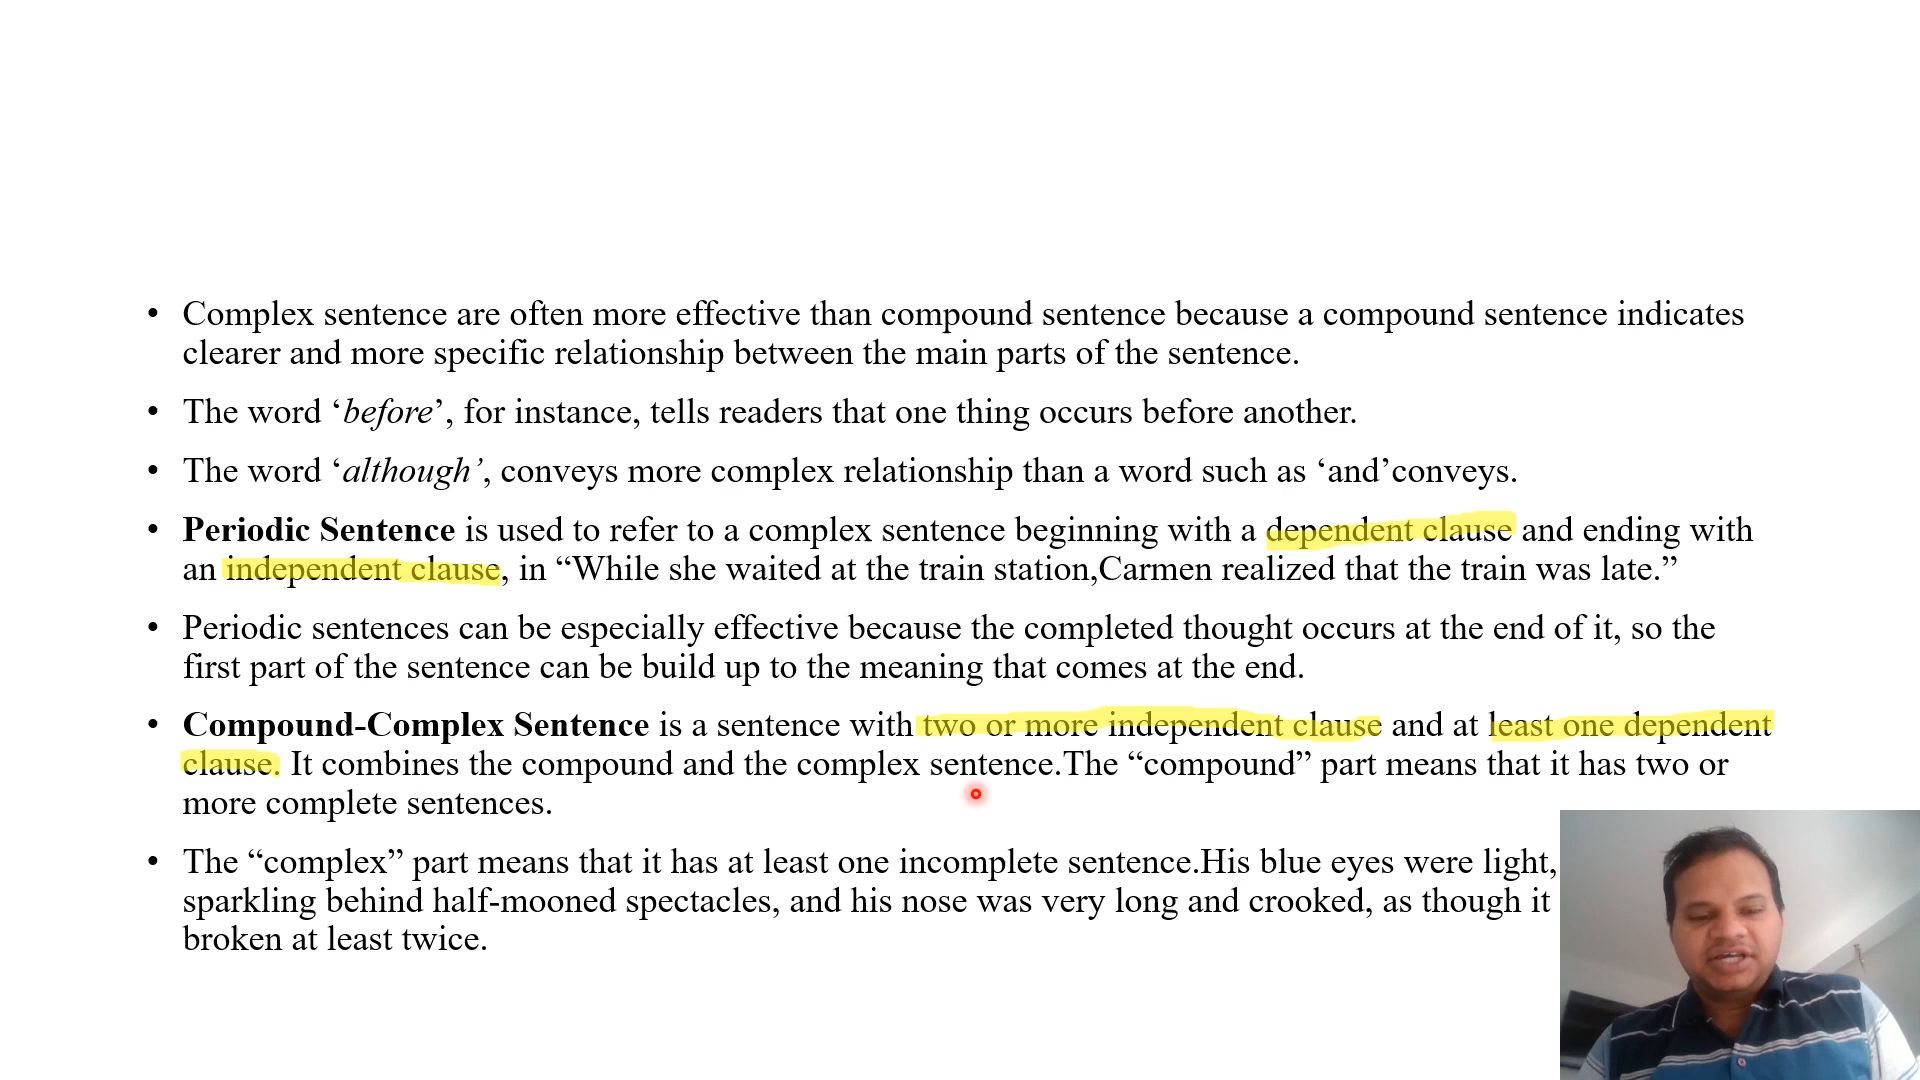 • Complex sentence are often more effective than compound sentence because a compound sentence indicates
clearer and more specific relationship between the main parts of the sentence.
• The word ‘before’, for instance, tells readers that one thing occurs before another.
• The word ‘although’, conveys more complex relationship than a word such as ‘and’conveys.
• Periodic Sentence is used to refer to a complex sentence beginning with a dependent clause and ending with
an independent clause, in “While she waited at the train station,Carmen realized that the train was late.”
• Periodic sentences can be especially effective because the completed thought occurs at the end of it, so the
first part of the sentence can be build up to the meaning that comes at the end.
• Compound-Complex Sentence is a sentence with two or more independent clause and at least one dependent
clause. It combines the compound and the complex sentence.The “compound” part means that it has two or
more complete sentences.
• The “complex” part means that it has at least one incomplete sentence.His blue eyes were light,
sparkling behind half-mooned spectacles, and his nose was very long and crooked, as though it
broken at least twice.